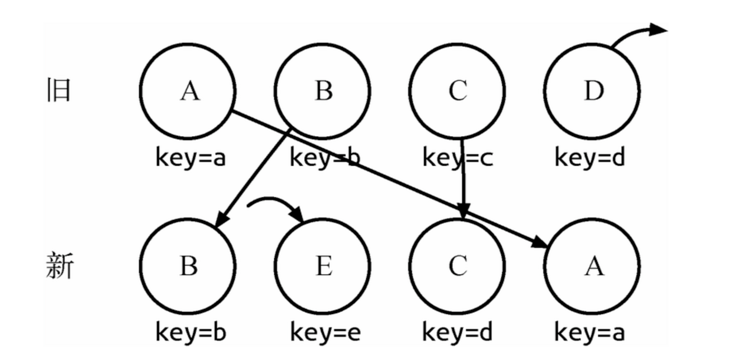 旧 A B C D
key=a key=b key=c key=d
新 B E C A
key=b key=e key=d key=a